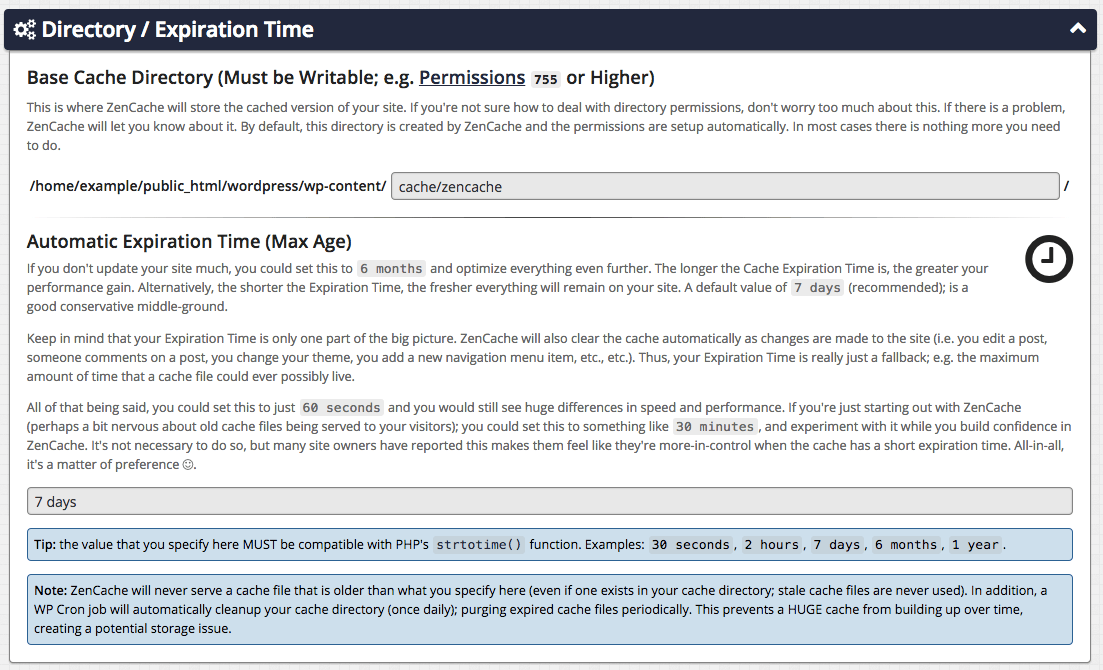 Directory / Expiration Time
Base Cache Directory (Must be Writable; e.g. Permissions 755 or Higher)
This is where ZenCache will store the cached version of your site. If you're not sure how to deal with directory permissions, don't worry too much about this. If there is a problem,
ZenCache will let you know about it. By default, this directory is created by ZenCache and the permissions are setup automatically. In most cases there is nothing more you need
to do.
/home/example/public_html/wordpress/wp-content/ cache/zencache /
Automatic Expiration Time (Max Age)
If you don't update your site much, you could set this to 6 months and optimize everything even further. The longer the Cache Expiration Time is, the greater your
performance gain. Alternatively, the shorter the Expiration Time, the fresher everything will remain on your site. A default value of 7 days (recommended); is a
good conservative middle-ground.
Keep in mind that your Expiration Time is only one part of the big picture. ZenCache will also clear the cache automatically as changes are made to the site (i.e. you edit a post,
someone comments on a post, you change your theme, you add a new navigation menu item, etc., etc.). Thus, your Expiration Time is really just a fallback; e.g. the maximum
amount of time that a cache file could ever possibly live.
All of that being said, you could set this to just 60 seconds and you would still see huge differences in speed and performance. If you're just starting out with ZenCache
(perhaps a bit nervous about old cache files being served to your visitors); you could set this to something like 30 minutes, and experiment with it while you build confidence in
ZenCache. It's not necessary to do so, but many site owners have reported this makes them feel like they're more-in-control when the cache has a short expiration time. All-in-all,
it's a matter of preference ☺.
7 days
Tip: the value that you specify here MUST be compatible with PHP's strtotime() function. Examples: 30 seconds, 2 hours, 7 days, 6 months, 1 year.
Note: ZenCache will never serve a cache file that is older than what you specify here (even if one exists in your cache directory; stale cache files are never used). In addition, a
WP Cron job will automatically cleanup your cache directory (once daily); purging expired cache files periodically. This prevents a HUGE cache from building up over time,
creating a potential storage issue.